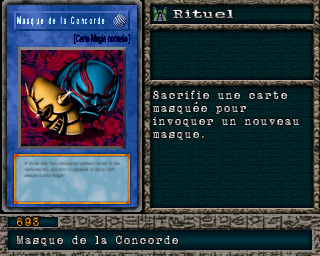 Masque de la Concorde
[Carte Magie normale]
Rituel
Sacrifie une carte
masquée pour
invoquer un nouveau
masque.
693
Masque de la Concorde